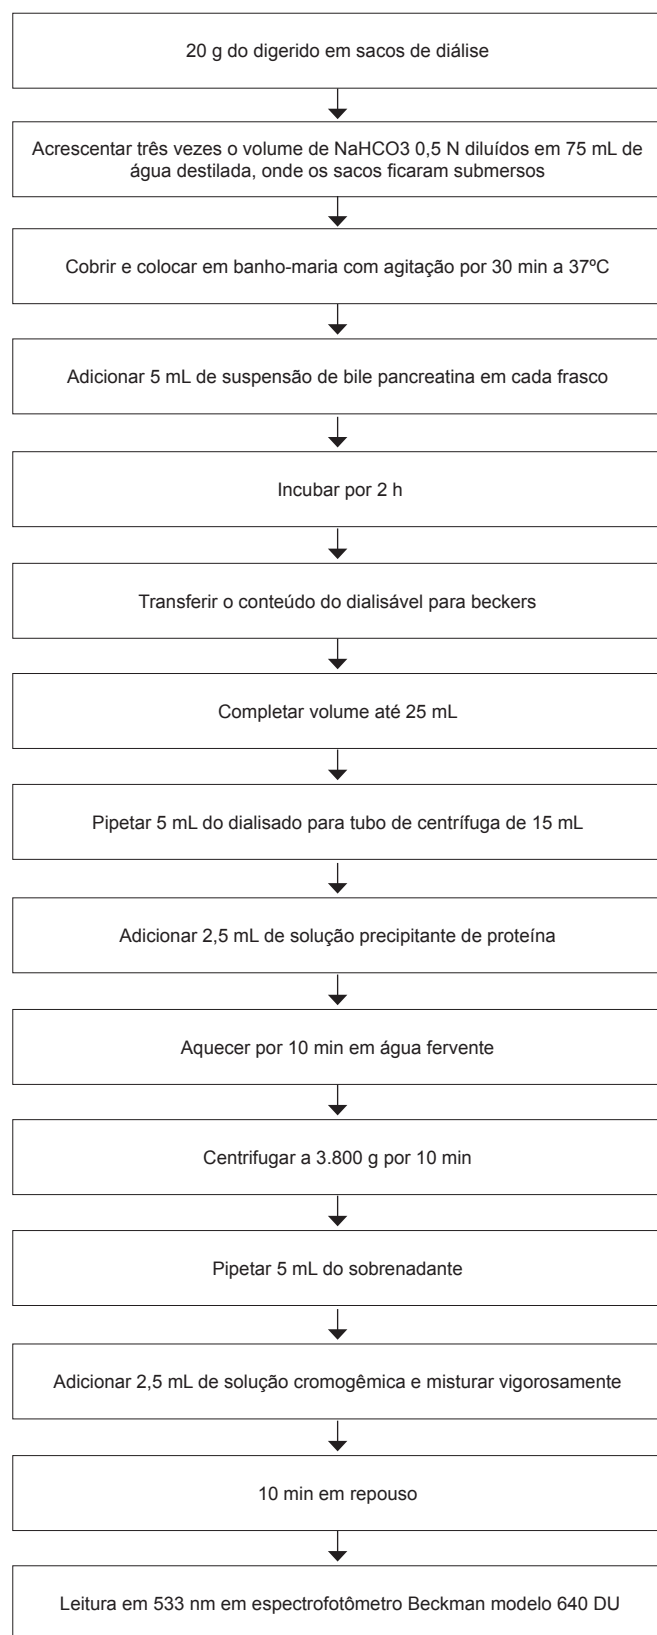 20 g do digerido em sacos de diálise
Acrescentar três vezes o volume de NaHCO3 0,5 N diluídos em 75 mL de
água destilada, onde os sacos ficaram submersos
Cobrir e colocar em banho-maria com agitação por 30 min a 37ºC
Adicionar 5 mL de suspensão de bile pancreatina em cada frasco
Incubar por 2 h
Transferir o conteúdo do dialisável para beckers
Completar volume até 25 mL
Pipetar 5 mL do dialisado para tubo de centrífuga de 15 mL
Adicionar 2,5 mL de solução precipitante de proteína
Aquecer por 10 min em água fervente
Centrifugar a 3.800 g por 10 min
Pipetar 5 mL do sobrenadante
Adicionar 2,5 mL de solução cromogêmica e misturar vigorosamente
10 min em repouso
Leitura em 533 nm em espectrofotômetro Beckman modelo 640 DU